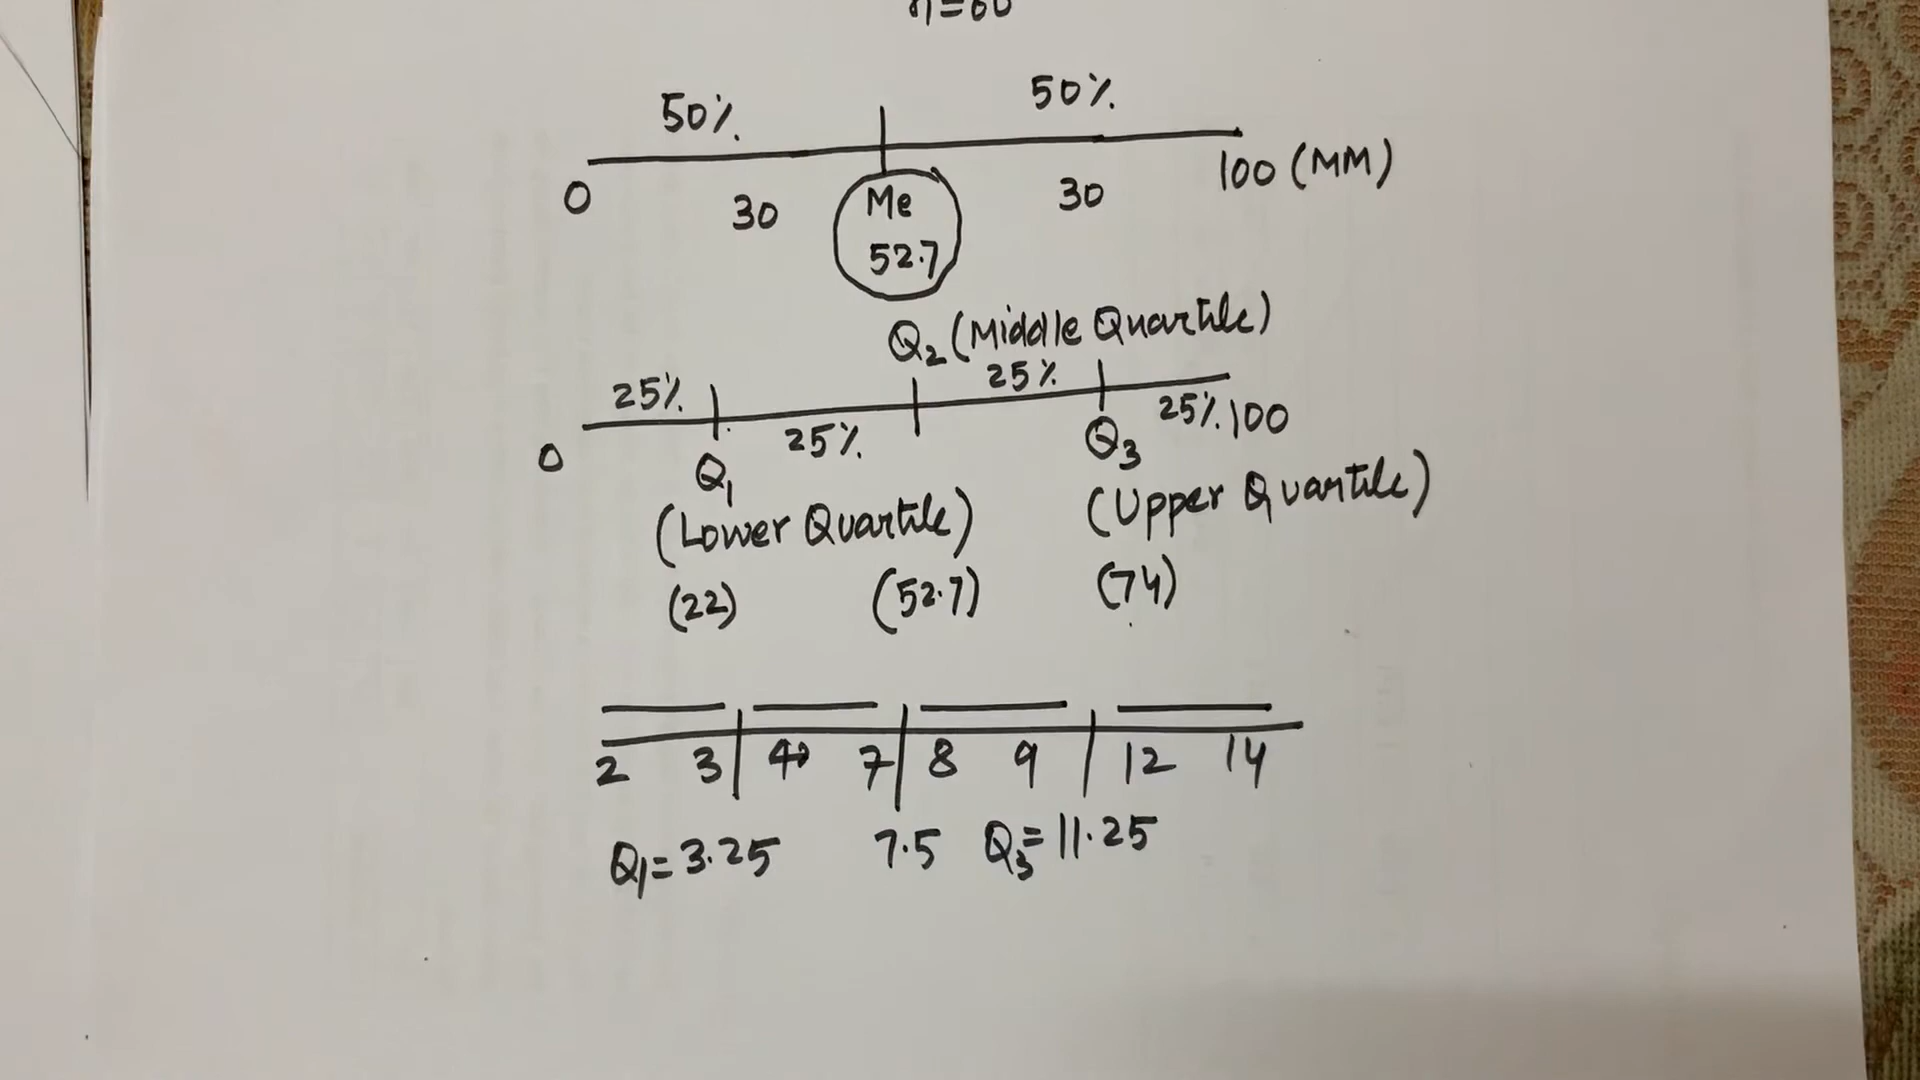 n=60
50% 50%
0 30 Me 30 100 (MM)
52.7
Q2 (Middle Quartile)
25% 25% 25% 25% 100
0 Q1 Q3
(Lower Quartile) (Upper Quartile)
(22) (52.7) (74)
2 3 4 7 8 9 12 14
Q1=3.25 7.5 Q3=11.25